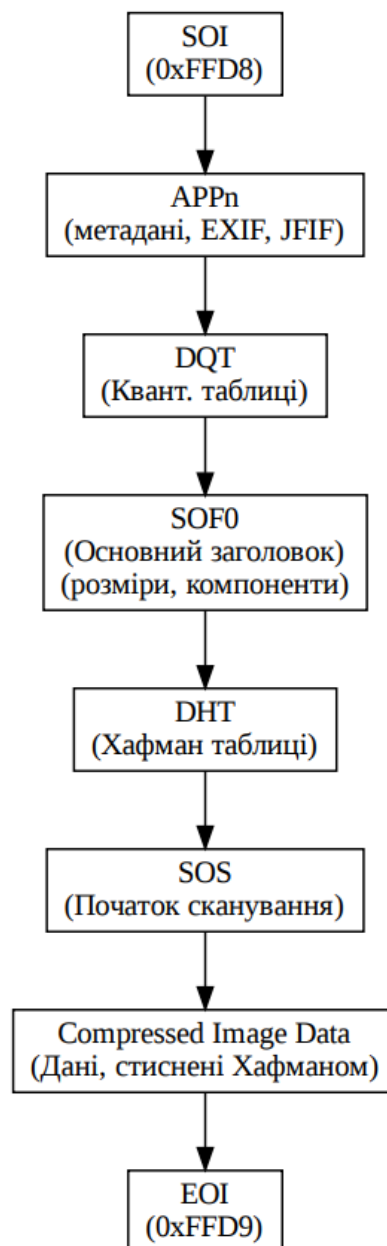 SOI
(0xFFD8)
APPn
(метадані, EXIF, JFIF)
DQT
(Квант. таблиці)
SOF0
(Основний заголовок)
(розміри, компоненти)
DHT
(Хафман таблиці)
SOS
(Початок сканування)
Compressed Image Data
(Дані, стиснені Хафманом)
EOI
(0xFFD9)